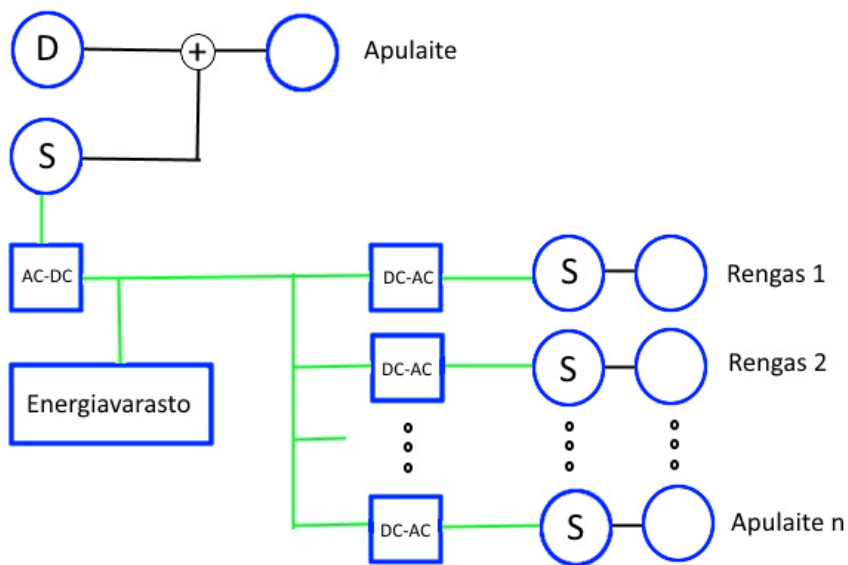 D
+
Apulaite
S
AC-DC
DC-AC
S
Rengas 1
DC-AC
S
Rengas 2
Energiavarasto
DC-AC
S
Apulaite n